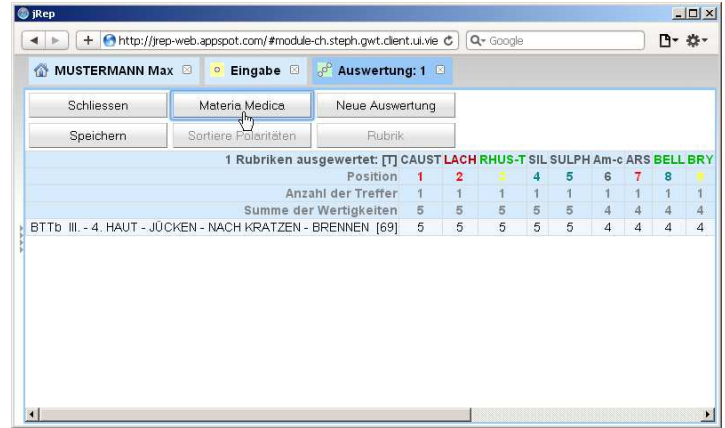 jRep
http://jrep-web.appspot.com/#module-ch.steph.gwt.client.ui.vie Google
MUSTERMANN Max Eingabe Auswertung: 1
Schliessen Materia Medica Neue Auswertung
Speichern Sortiere Polaritäten Rubrik
1 Rubriken ausgewertet: [T] CAUST LACH RHUS-T SIL SULPH Am-c ARS BELL BRY
Position 1 2 3 4 5 6 7 8
Anzahl der Treffer 1 1 1 1 1 1 1 1 1
Summe der Wertigkeiten 5 5 5 5 5 4 4 4 4
BTTb III. - 4. HAUT - JÜCKEN - NACH KRATZEN - BRENNEN [69] 5 5 5 5 5 4 4 4 4